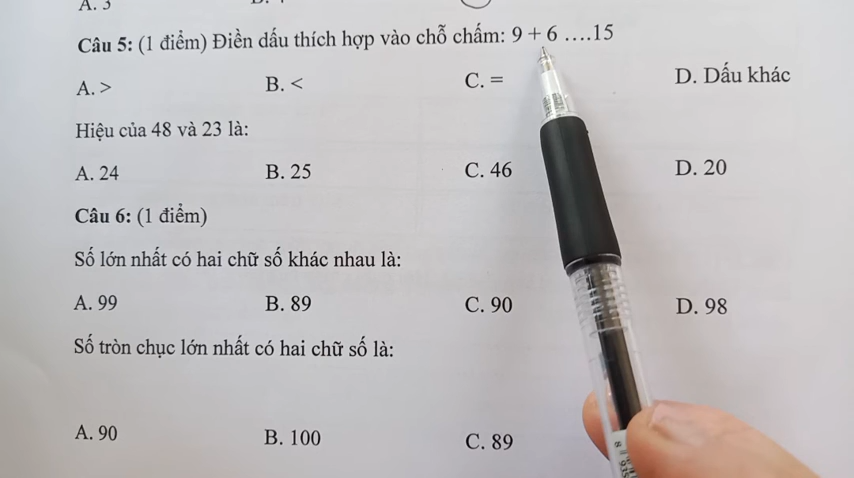 A. 3
Câu 5: (1 điểm) Điền dấu thích hợp vào chỗ chấm: 9 + 6 ....15
A. > B. < C. = D. Dấu khác
Hiệu của 48 và 23 là:
A. 24 B. 25 C. 46 D. 20
Câu 6: (1 điểm)
Số lớn nhất có hai chữ số khác nhau là:
A. 99 B. 89 C. 90 D. 98
Số tròn chục lớn nhất có hai chữ số là:
A. 90 B. 100 C. 89